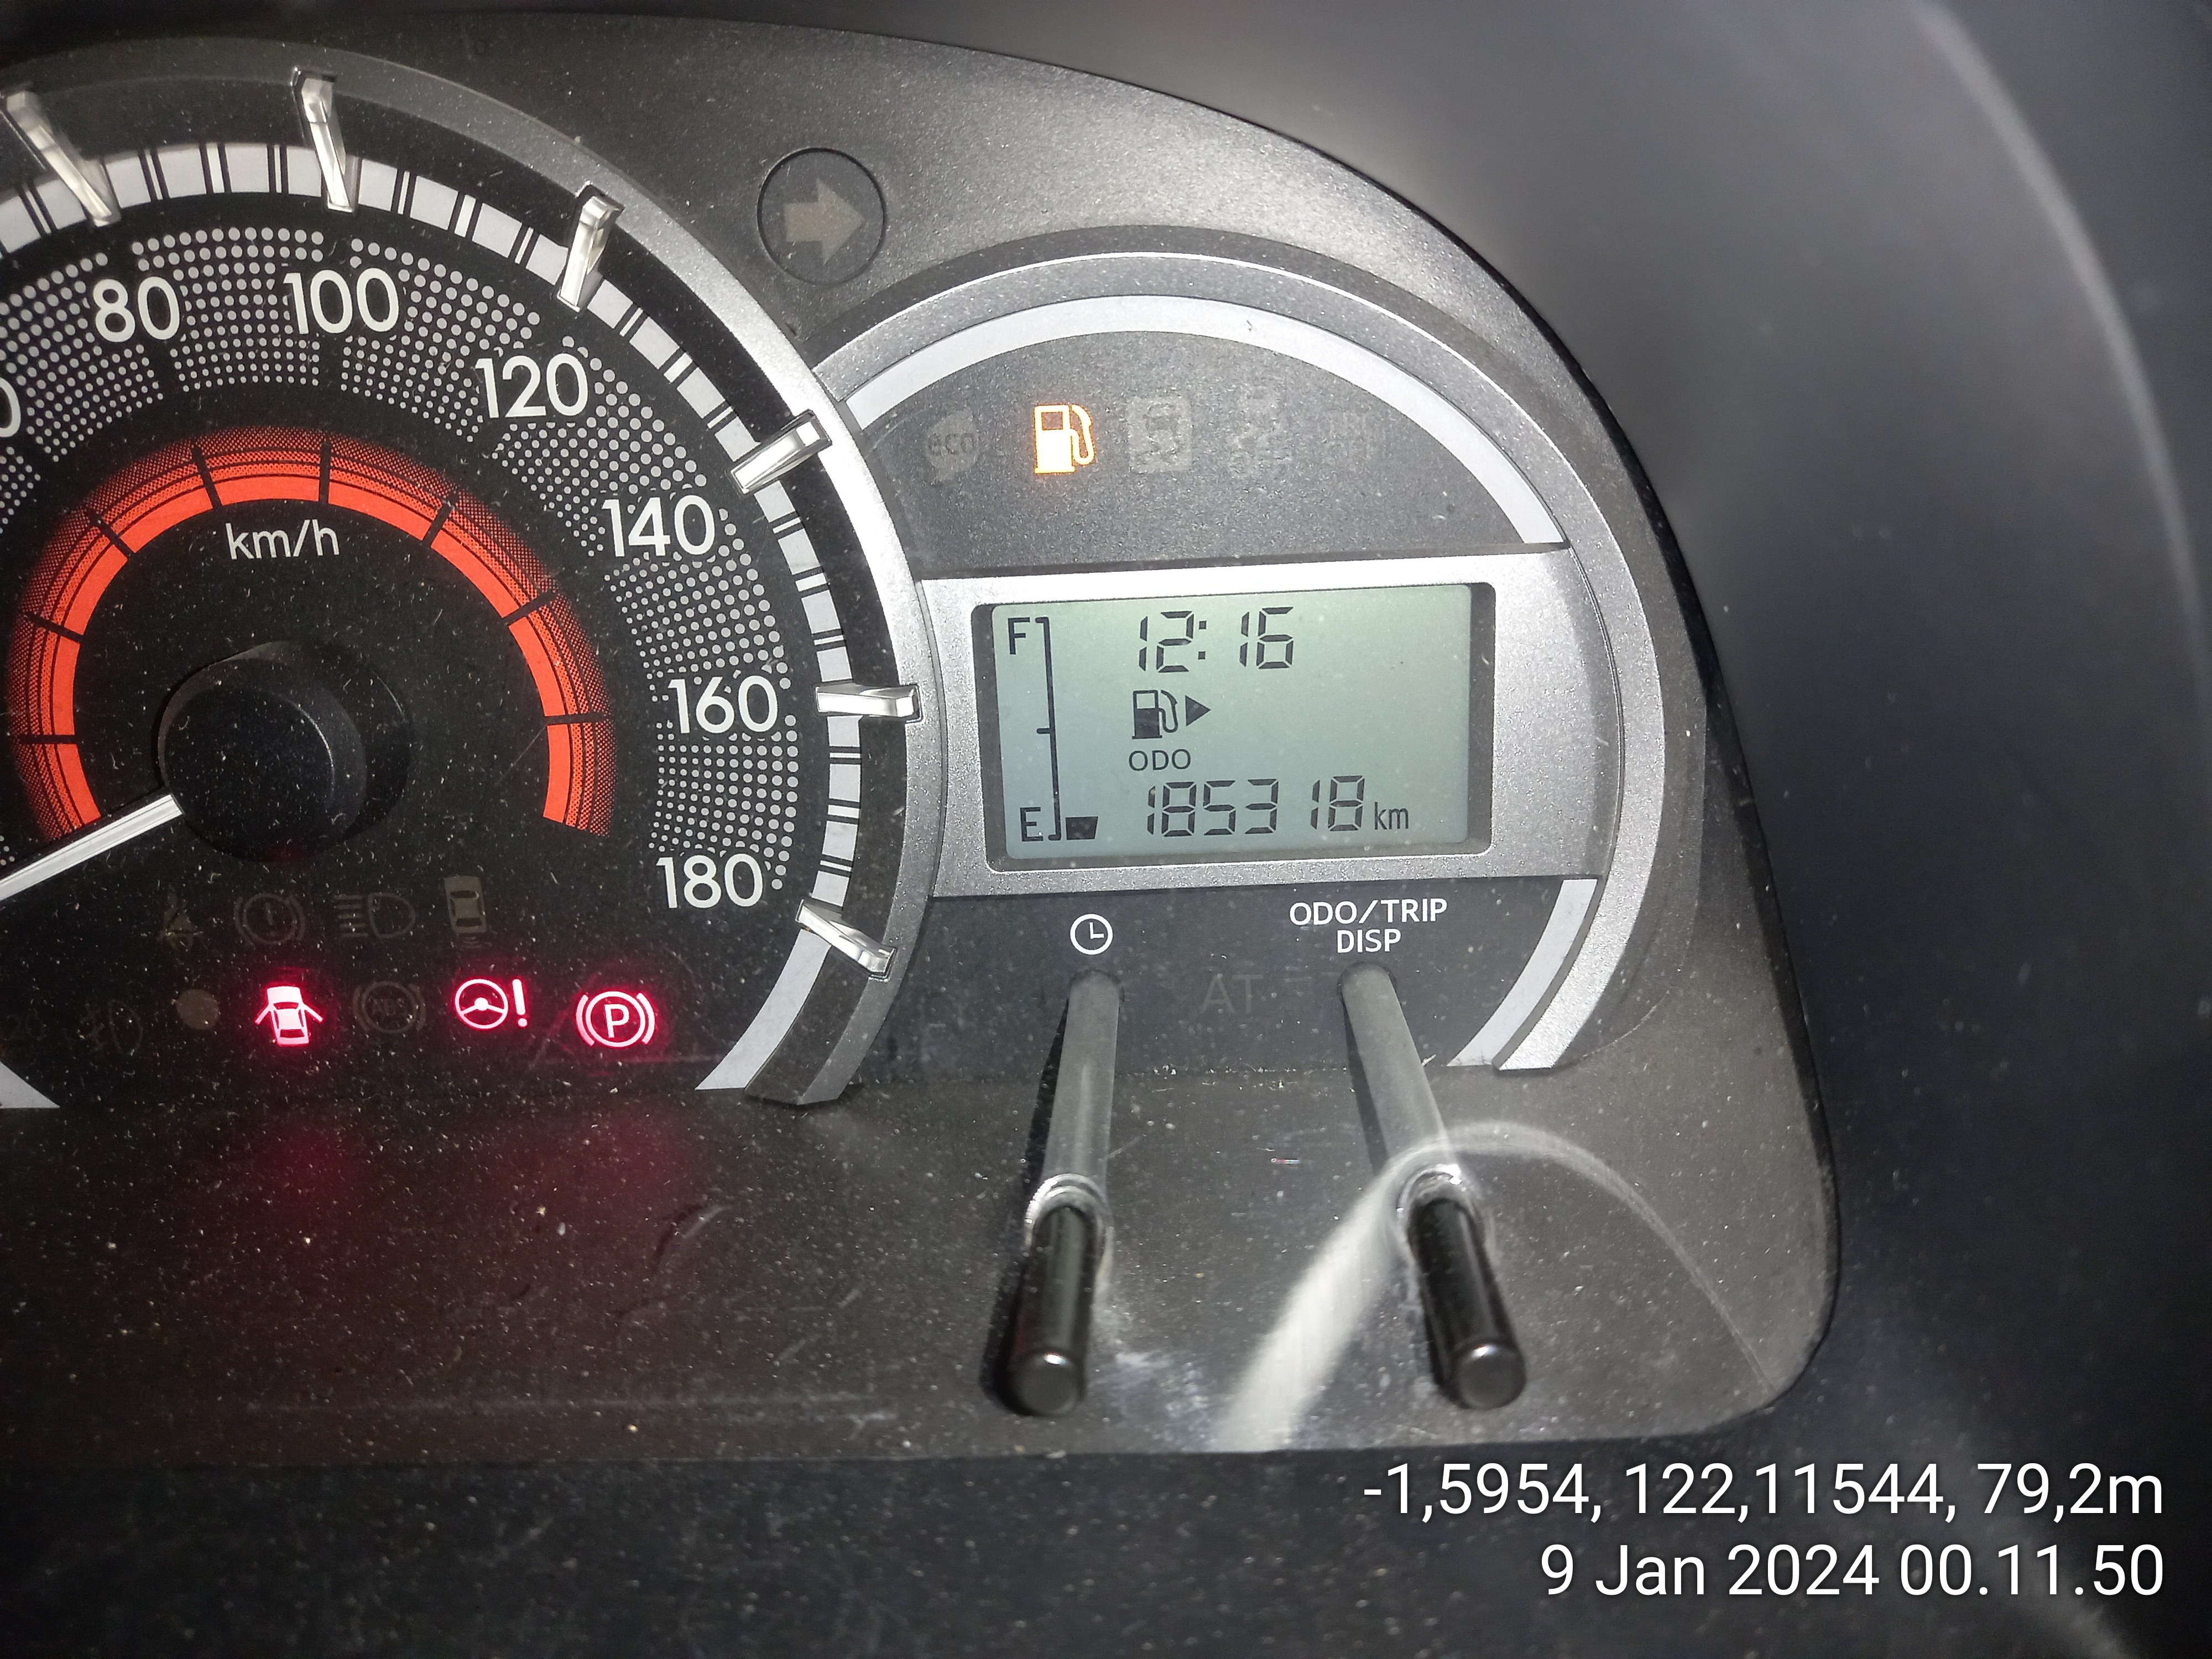 80
100
120
140
160
180
km/h
eco
F
12:16
ODO
E
185318 km
ODO/TRIP
DISP
AT
P
-1,5954, 122,11544, 79,2m
9 Jan 2024 00.11.50